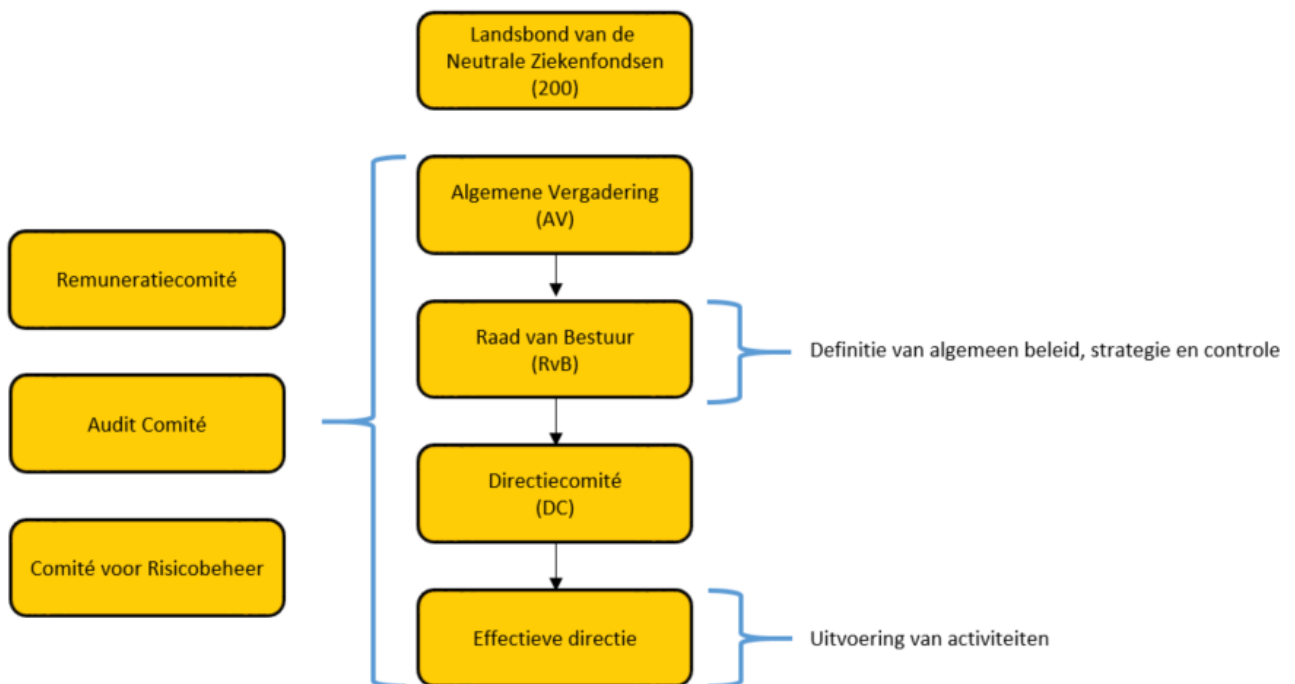 Landsbond van de
Neutrale Ziekenfondsen
(200)
Algemene Vergadering
(AV)
Remuneratiecomité
Raad van Bestuur
(RvB)
Definitie van algemeen beleid, strategie en controle
Audit Comité
Directiecomité
(DC)
Comité voor Risicobeheer
Effectieve directie
Uitvoering van activiteiten